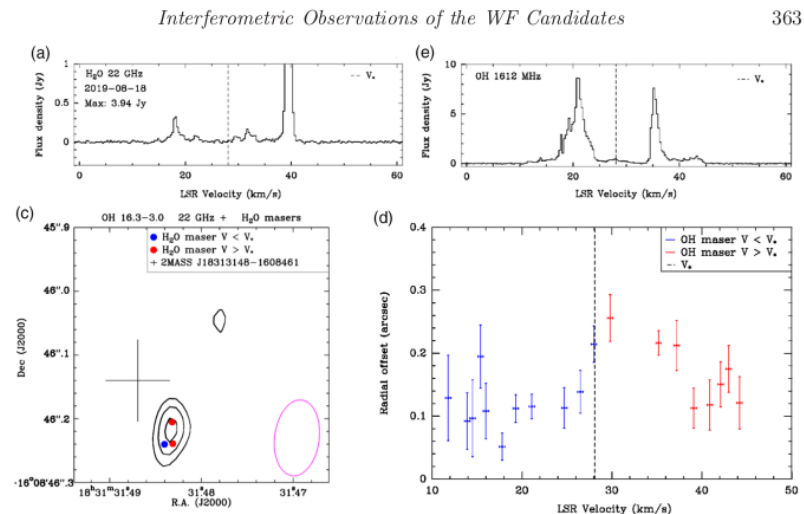 Interferometric Observations of the WF Candidates 363
(a)
H₂O 22 GHz
2019-08-18
Max: 3.94 Jy
V*
Flux density (Jy)
1
0.5
0
0 20 40 60
LSR Velocity (km/s)
(e)
OH 1612 MHz
V*
Flux density (Jy)
10
5
0
0 20 40 60
LSR Velocity (km/s)
(c)
OH 16.3-3.0 22 GHz + H₂O masers
H₂O maser V < V*
H₂O maser V > V*
2MASS J18313148-1608461
Dec (J2000)
45".9
46".0
46".1
46".2
-16°08'46".3
18ʰ31ᵐ31ˢ.49 31ˢ.48 31ˢ.47
R.A. (J2000)
(d)
OH maser V < V*
OH maser V > V*
V*
Radial offset (arcsec)
0.4
0.3
0.2
0.1
0
10 20 30 40 50
LSR Velocity (km/s)